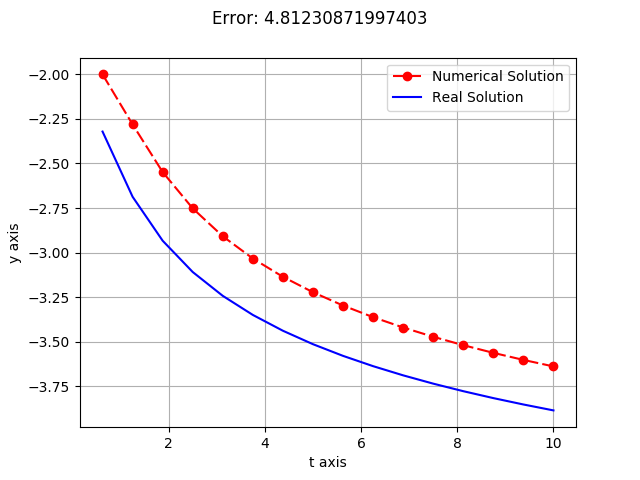 Error: 4.81230871997403
Numerical Solution
Real Solution
y axis
−2.00
−2.25
−2.50
−2.75
−3.00
−3.25
−3.50
−3.75
2 4 6 8 10
t axis